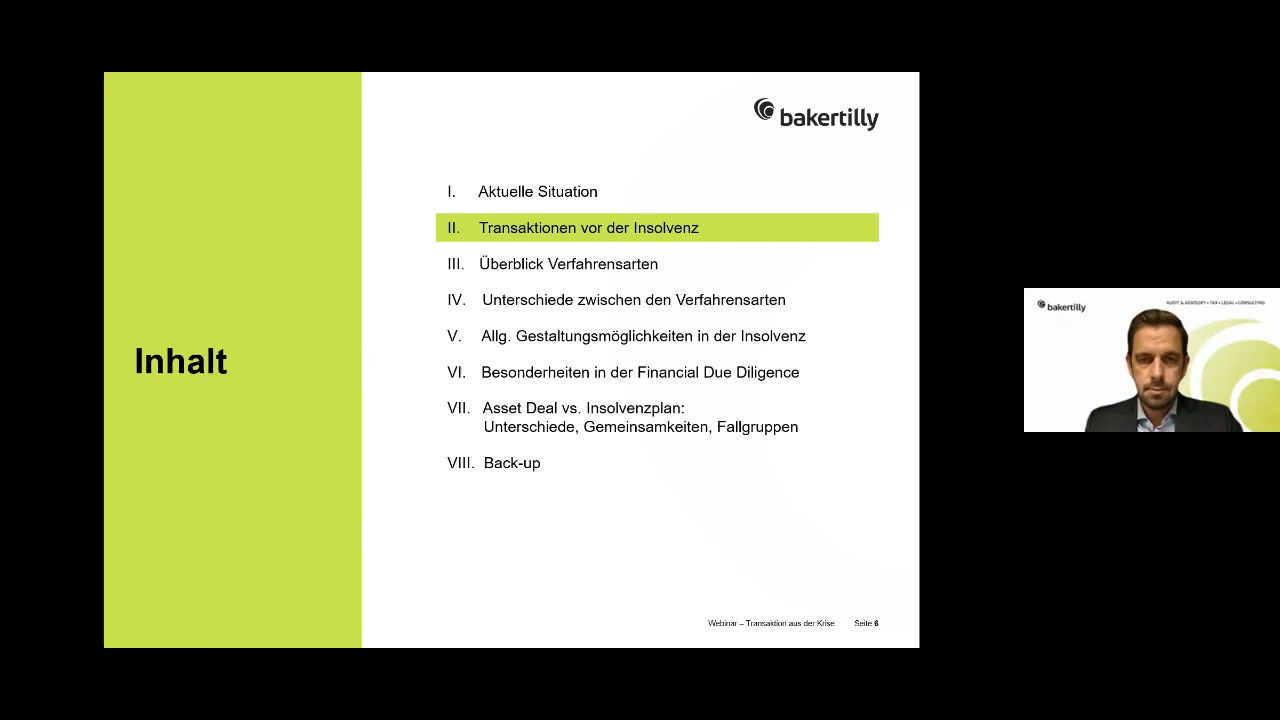 bakertilly
I. Aktuelle Situation
II. Transaktionen vor der Insolvenz
III. Überblick Verfahrensarten
IV. Unterschiede zwischen den Verfahrensarten
V. Allg. Gestaltungsmöglichkeiten in der Insolvenz
VI. Besonderheiten in der Financial Due Diligence
VII. Asset Deal vs. Insolvenzplan:
Unterschiede, Gemeinsamkeiten, Fallgruppen
VIII. Back-up
Inhalt
Webinar – Transaktion aus der Krise Seite 6
bakertilly
AUDIT & ADVISORY • TAX • LEGAL • CONSULTING